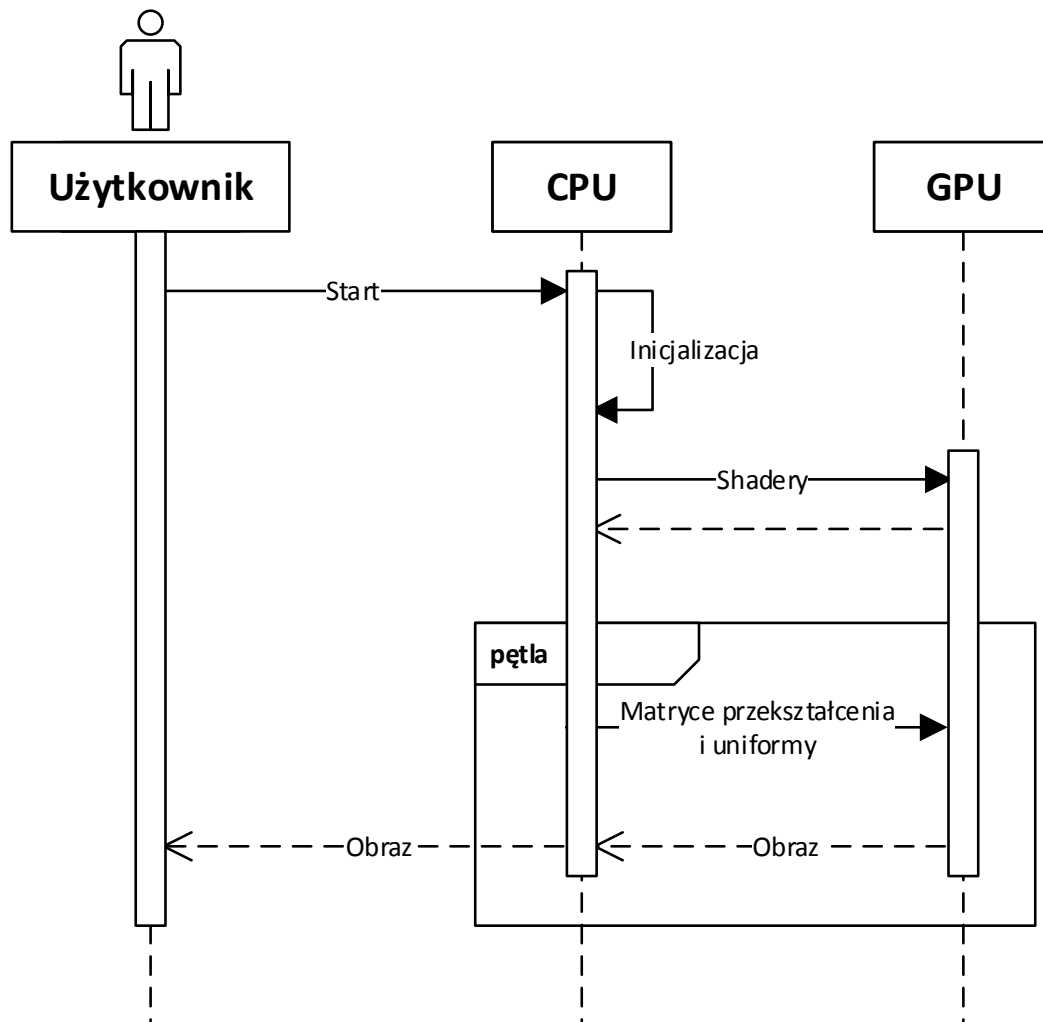 Użytkownik
CPU
GPU
Start
Inicjalizacja
Shadery
pętla
Matryce przekształcenia
i uniformy
Obraz
Obraz